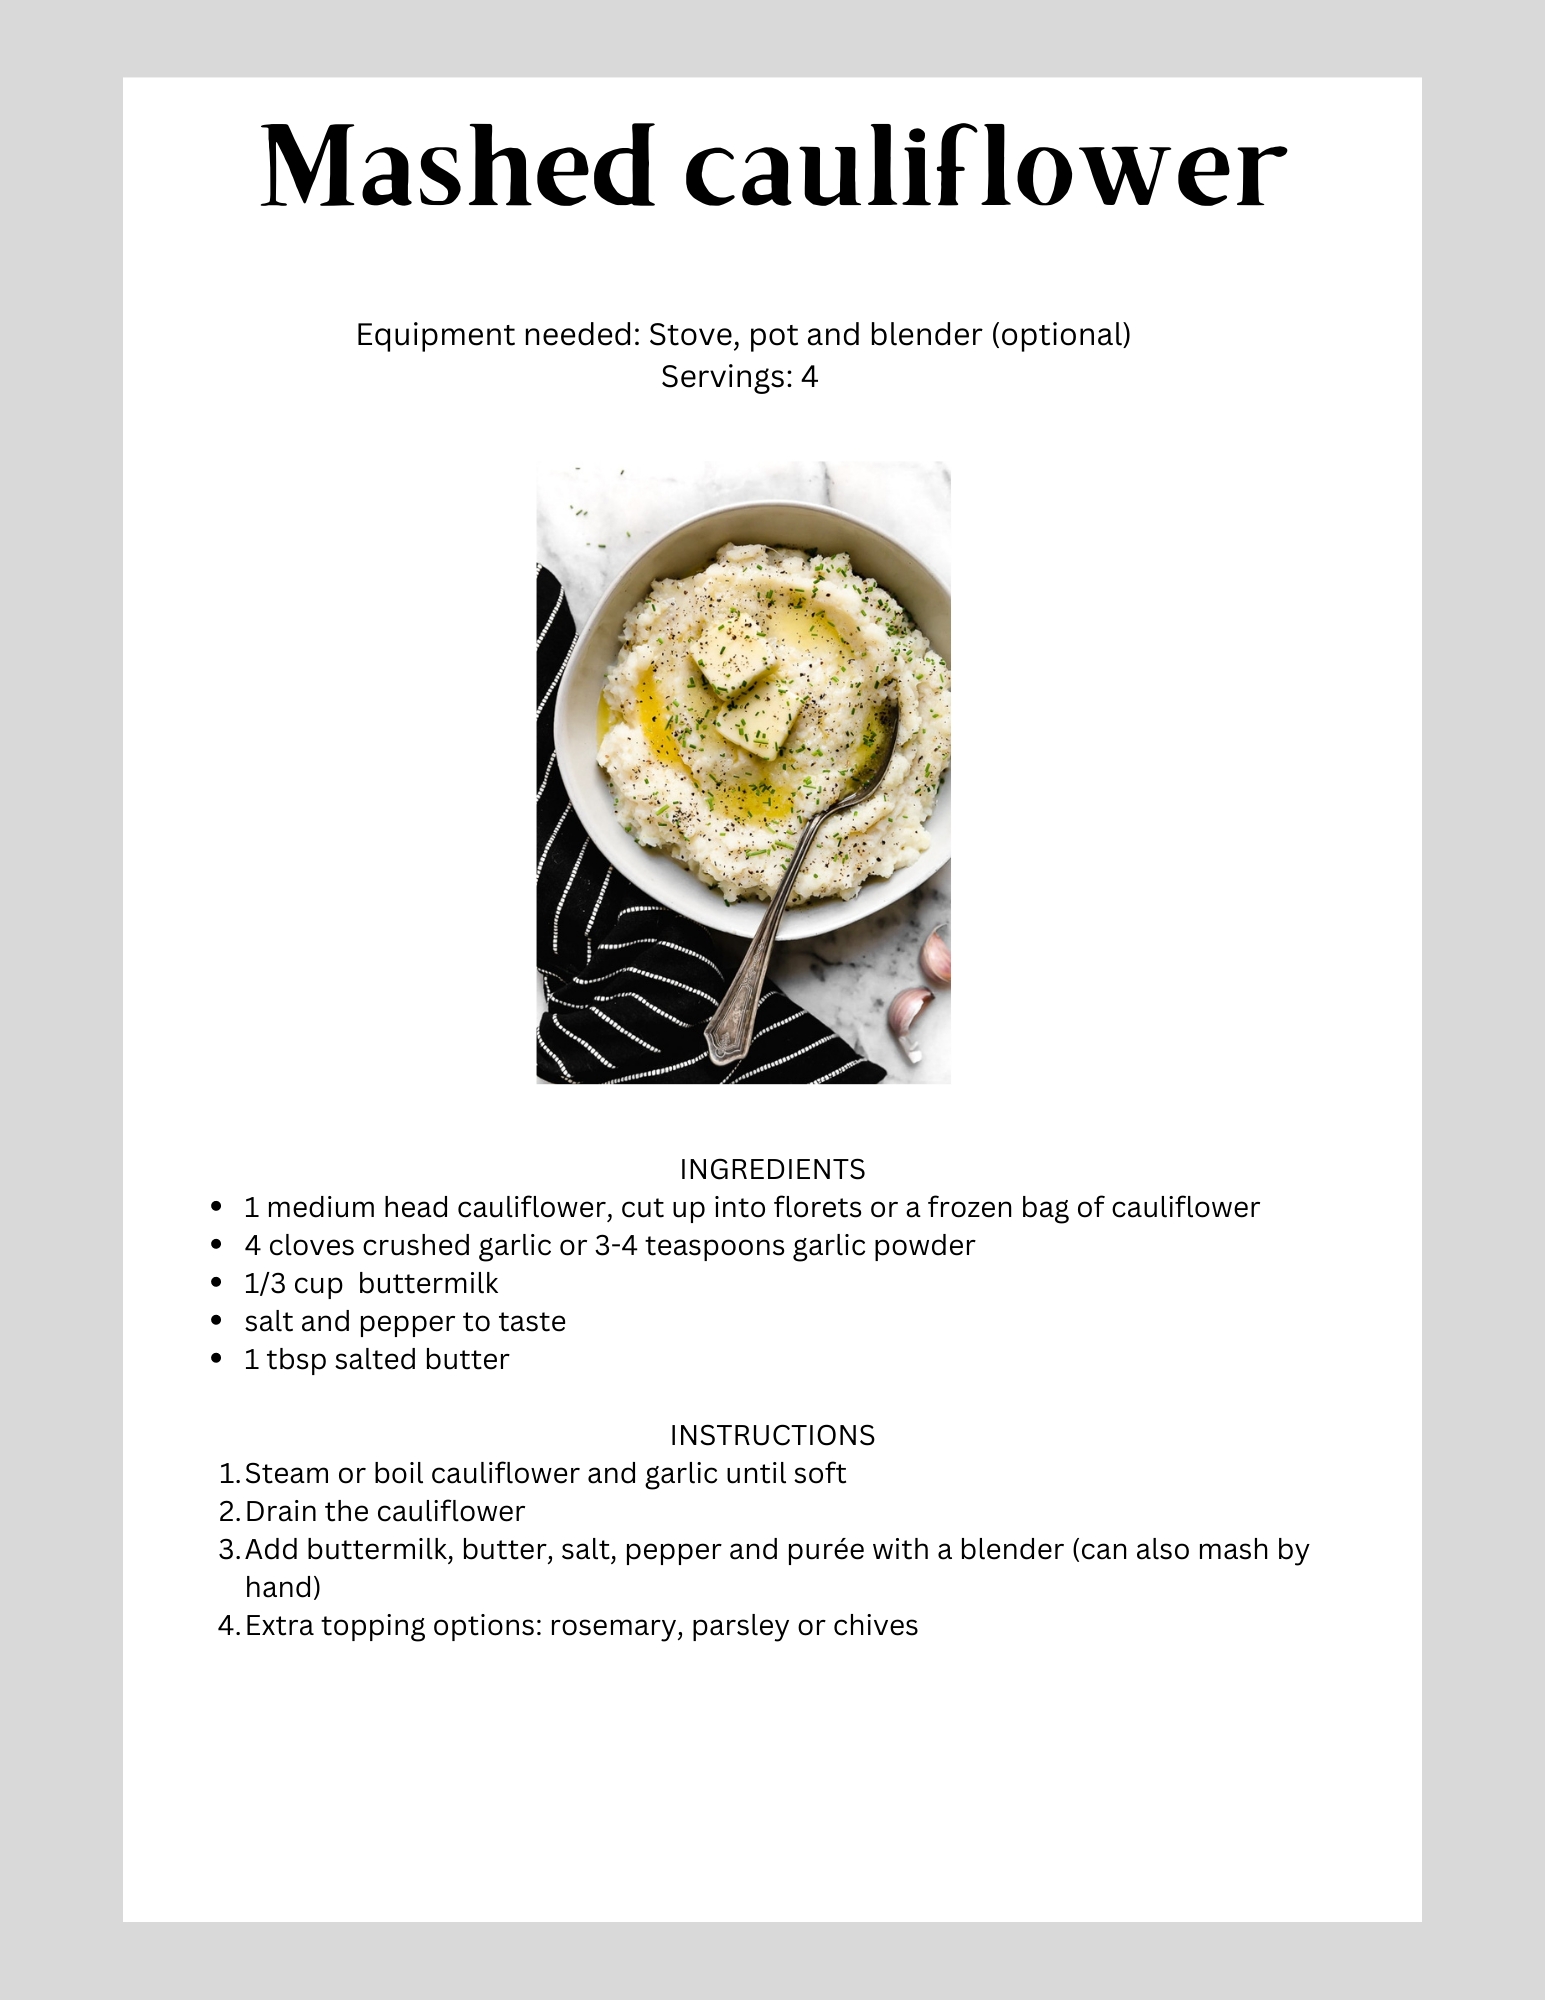 Mashed cauliflower
Equipment needed: Stove, pot and blender (optional)
Servings: 4
INGREDIENTS
• 1 medium head cauliflower, cut up into florets or a frozen bag of cauliflower
• 4 cloves crushed garlic or 3-4 teaspoons garlic powder
• 1/3 cup  buttermilk
• salt and pepper to taste
• 1 tbsp salted butter
INSTRUCTIONS
1. Steam or boil cauliflower and garlic until soft
2. Drain the cauliflower
3. Add buttermilk, butter, salt, pepper and purée with a blender (can also mash by
hand)
4. Extra topping options: rosemary, parsley or chives